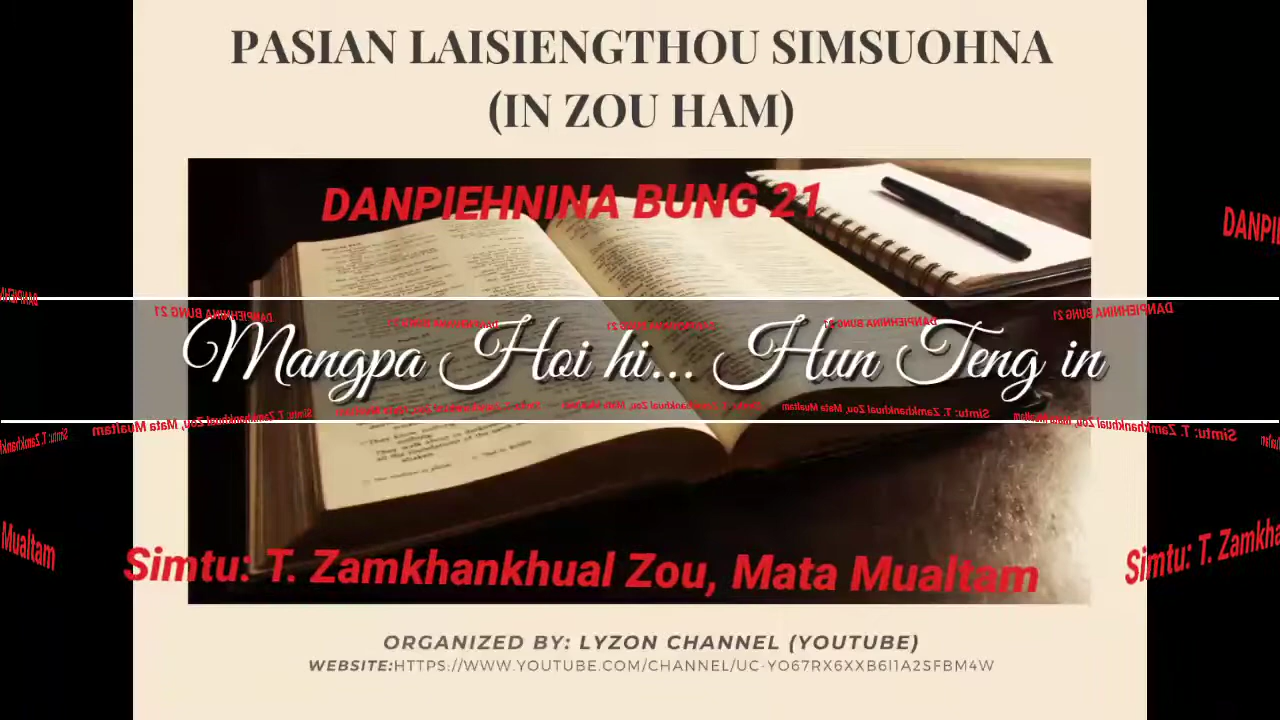 PASIAN LAISIENGTHOU SIMSUOHNA
(IN ZOU HAM)
DANPIEHNINA BUNG 21
Mangpa Hoi hi... Hun Teng in
Simtu: T. Zamkhankhual Zou, Mata Mualtam
ORGANIZED BY: LYZON CHANNEL (YOUTUBE)
WEBSITE:HTTPS://WWW.YOUTUBE.COM/CHANNEL/UC-YO67RX6XXB6I1A2SFBM4W